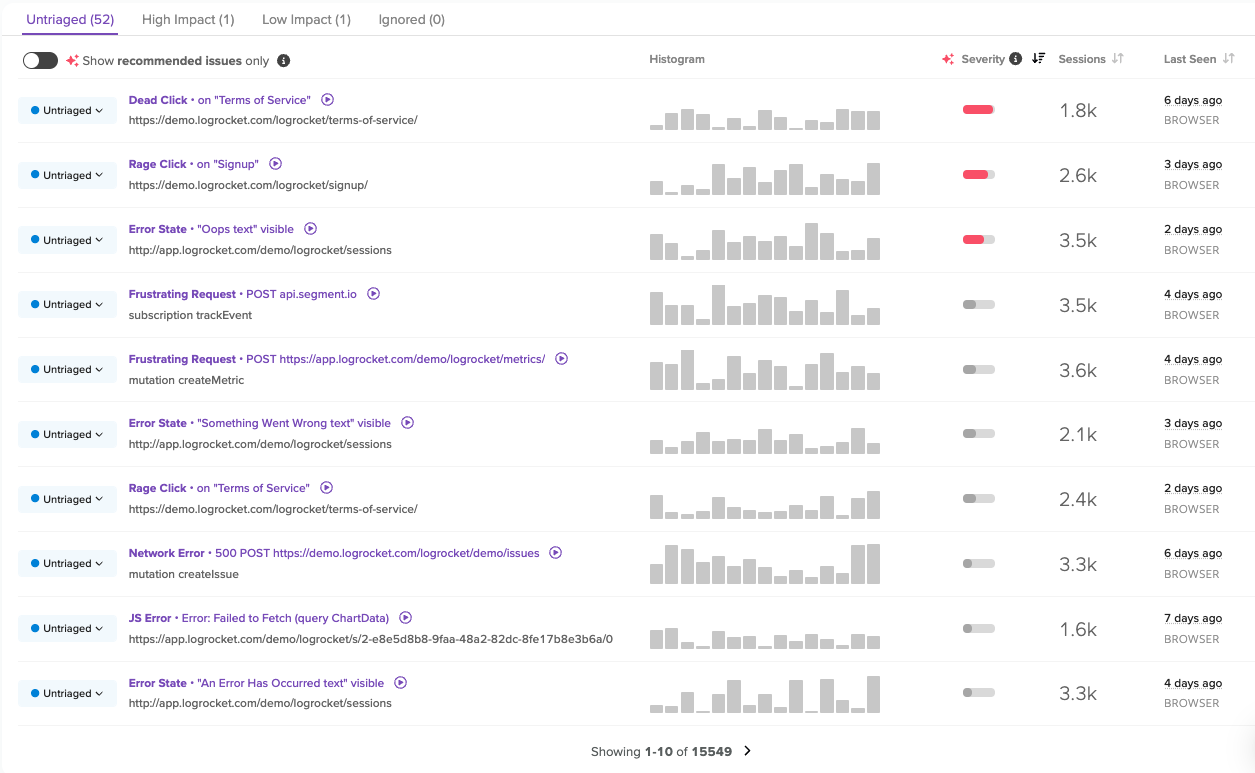 Untriaged (52) High Impact (1) Low Impact (1) Ignored (0)
Show recommended issues only
Histogram Severity Sessions Last Seen
Untriaged Dead Click • on "Terms of Service" 1.8k 6 days ago
https://demo.logrocket.com/logrocket/terms-of-service/ BROWSER
Untriaged Rage Click • on "Signup" 2.6k 3 days ago
https://demo.logrocket.com/logrocket/signup/ BROWSER
Untriaged Error State • "Oops text" visible 3.5k 2 days ago
http://app.logrocket.com/demo/logrocket/sessions BROWSER
Untriaged Frustrating Request • POST api.segment.io 3.5k 4 days ago
subscription trackEvent BROWSER
Untriaged Frustrating Request • POST https://app.logrocket.com/demo/logrocket/metrics/ 3.6k 4 days ago
mutation createMetric BROWSER
Untriaged Error State • "Something Went Wrong text" visible 2.1k 3 days ago
http://app.logrocket.com/demo/logrocket/sessions BROWSER
Untriaged Rage Click • on "Terms of Service" 2.4k 2 days ago
https://demo.logrocket.com/logrocket/terms-of-service/ BROWSER
Untriaged Network Error • 500 POST https://demo.logrocket.com/logrocket/demo/issues 3.3k 6 days ago
mutation createIssue BROWSER
Untriaged JS Error • Error: Failed to Fetch (query ChartData) 1.6k 7 days ago
https://app.logrocket.com/demo/logrocket/s/2-e8e5d8b8-9faa-48a2-82dc-8fe17b8e3b6a/0 BROWSER
Untriaged Error State • "An Error Has Occurred text" visible 3.3k 4 days ago
http://app.logrocket.com/demo/logrocket/sessions BROWSER
Showing 1-10 of 15549